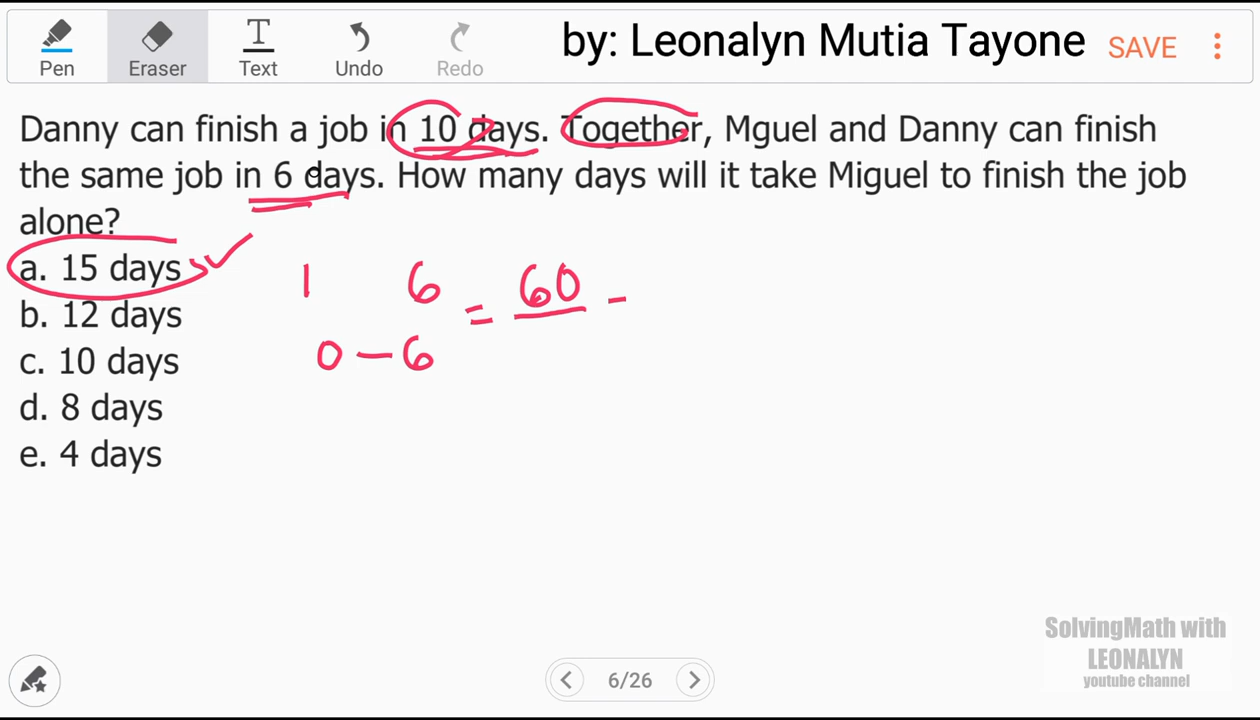 by: Leonalyn Mutia Tayone
SAVE
Pen Eraser Text Undo Redo
Danny can finish a job in 10 days. Together, Mguel and Danny can finish
the same job in 6 days. How many days will it take Miguel to finish the job
alone?
a. 15 days
b. 12 days
c. 10 days
d. 8 days
e. 4 days
1 6 = 60 -
0 - 6
SolvingMath with
LEONALYN
youtube channel
6/26